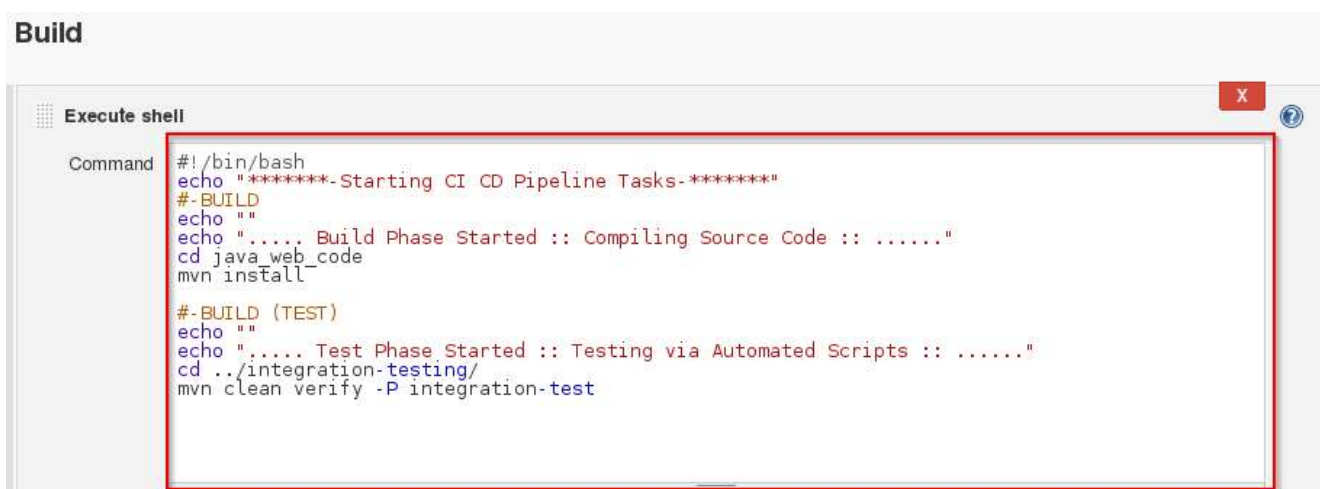 Build
X
Execute shell
?
Command
#!/bin/bash
echo "*******-Starting CI CD Pipeline Tasks-*******"
#-BUILD
echo ""
echo "..... Build Phase Started :: Compiling Source Code :: ......"
cd java_web_code
mvn install
#-BUILD (TEST)
echo ""
echo "..... Test Phase Started :: Testing via Automated Scripts :: ......"
cd ../integration-testing/
mvn clean verify -P integration-test